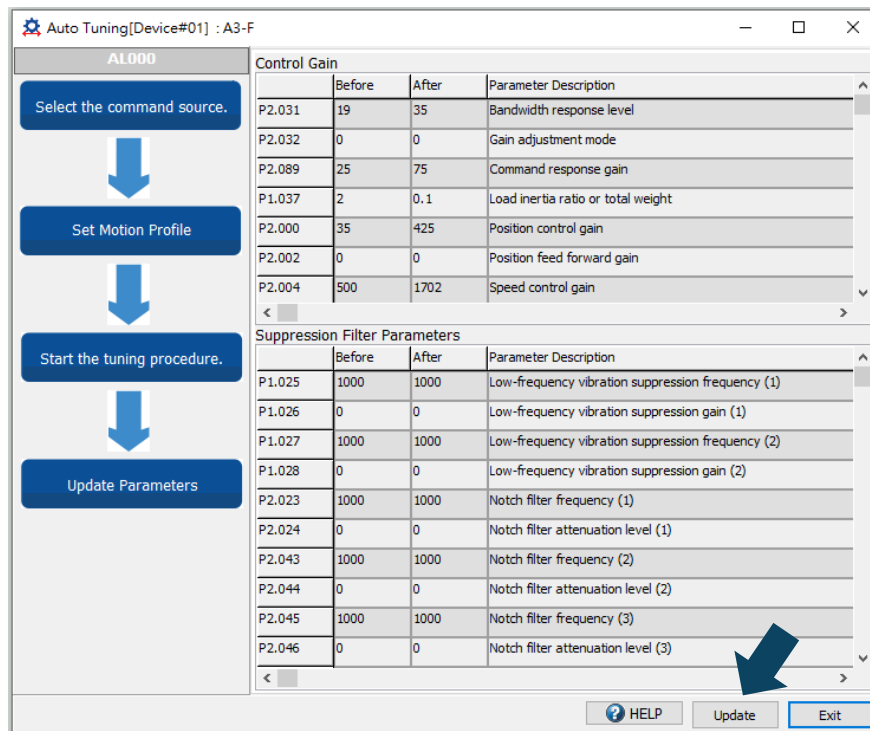 Auto Tuning[Device#01] : A3-F
AL000
Select the command source.
Set Motion Profile
Start the tuning procedure.
Update Parameters
Control Gain
Before After Parameter Description
P2.031 19 35 Bandwidth response level
P2.032 0 0 Gain adjustment mode
P2.089 25 75 Command response gain
P1.037 2 0.1 Load inertia ratio or total weight
P2.000 35 425 Position control gain
P2.002 0 0 Position feed forward gain
P2.004 500 1702 Speed control gain
Suppression Filter Parameters
Before After Parameter Description
P1.025 1000 1000 Low-frequency vibration suppression frequency (1)
P1.026 0 0 Low-frequency vibration suppression gain (1)
P1.027 1000 1000 Low-frequency vibration suppression frequency (2)
P1.028 0 0 Low-frequency vibration suppression gain (2)
P2.023 1000 1000 Notch filter frequency (1)
P2.024 0 0 Notch filter attenuation level (1)
P2.043 1000 1000 Notch filter frequency (2)
P2.044 0 0 Notch filter attenuation level (2)
P2.045 1000 1000 Notch filter frequency (3)
P2.046 0 0 Notch filter attenuation level (3)
HELP Update Exit